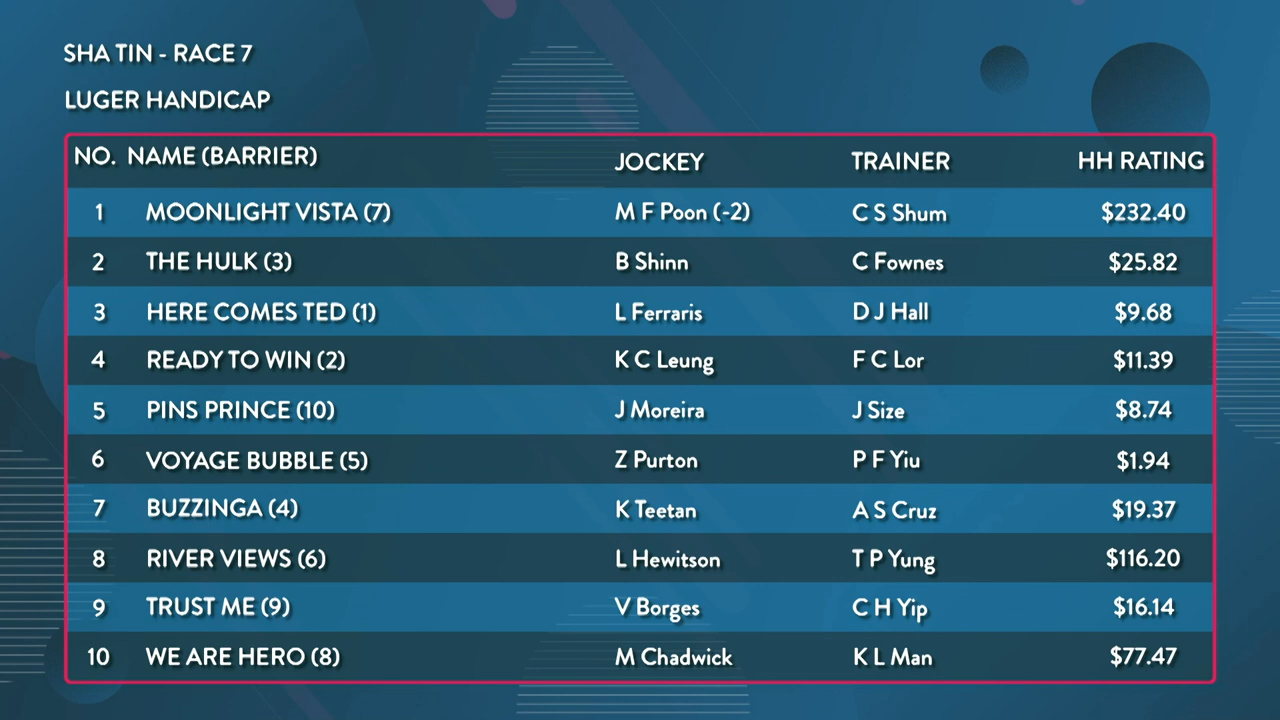 SHA TIN - RACE 7
LUGER HANDICAP
NO. NAME (BARRIER) JOCKEY TRAINER HH RATING
1 MOONLIGHT VISTA (7) M F Poon (-2) C S Shum $232.40
2 THE HULK (3) B Shinn C Fownes $25.82
3 HERE COMES TED (1) L Ferraris D J Hall $9.68
4 READY TO WIN (2) K C Leung F C Lor $11.39
5 PINS PRINCE (10) J Moreira J Size $8.74
6 VOYAGE BUBBLE (5) Z Purton P F Yiu $1.94
7 BUZZINGA (4) K Teetan A S Cruz $19.37
8 RIVER VIEWS (6) L Hewitson T P Yung $116.20
9 TRUST ME (9) V Borges C H Yip $16.14
10 WE ARE HERO (8) M Chadwick K L Man $77.47